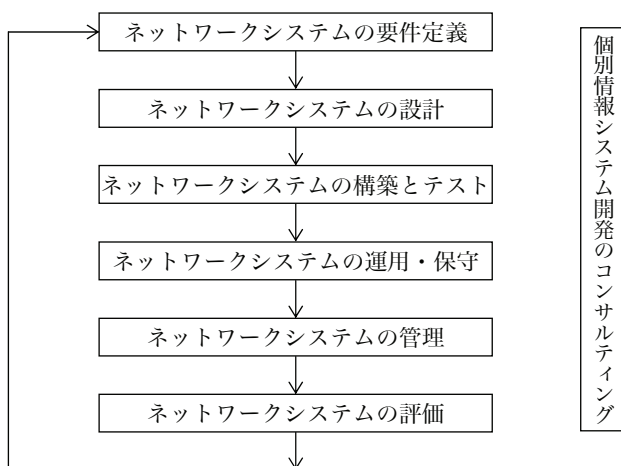 ネットワークシステムの要件定義
ネットワークシステムの設計
ネットワークシステムの構築とテスト
ネットワークシステムの運用・保守
ネットワークシステムの管理
ネットワークシステムの評価
個別情報システム開発のコンサルティング